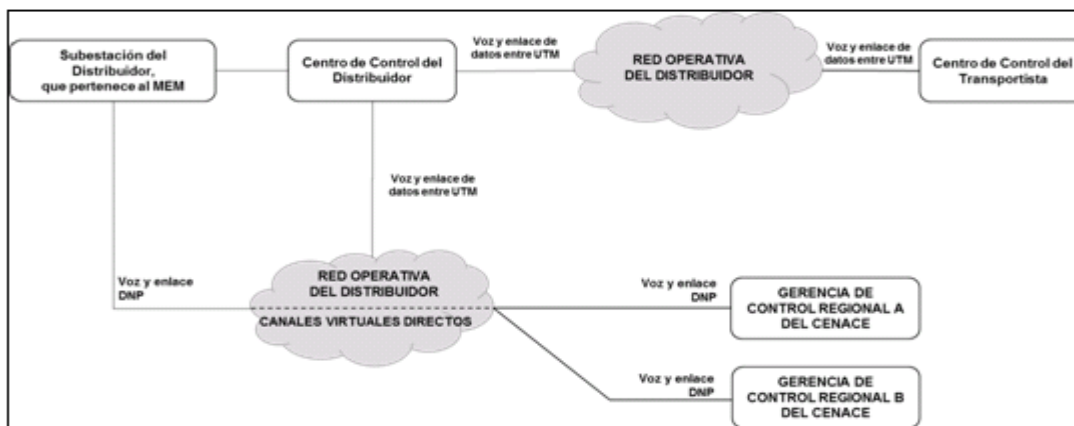 Subestación del
Distribuidor,
que pertenece al MEM
Centro de Control del
Distribuidor
Voz y enlace de
datos entre UTM
RED OPERATIVA
DEL DISTRIBUIDOR
Voz y enlace de
datos entre UTM
Centro de Control del
Transportista
Voz y enlace de
datos entre UTM
Voz y enlace
DNP
RED OPERATIVA
DEL DISTRIBUIDOR
CANALES VIRTUALES DIRECTOS
Voz y enlace
DNP
GERENCIA DE
CONTROL REGIONAL A
DEL CENACE
Voz y enlace
DNP
GERENCIA DE
CONTROL REGIONAL B
DEL CENACE